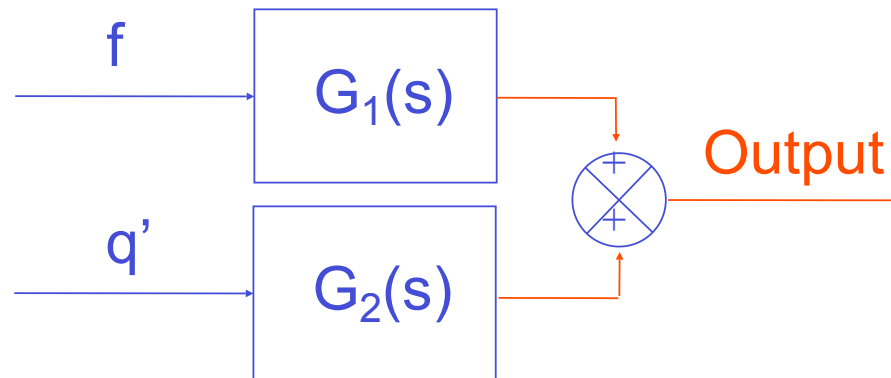 f
G₁(s)
+
Output
+
q’
G₂(s)